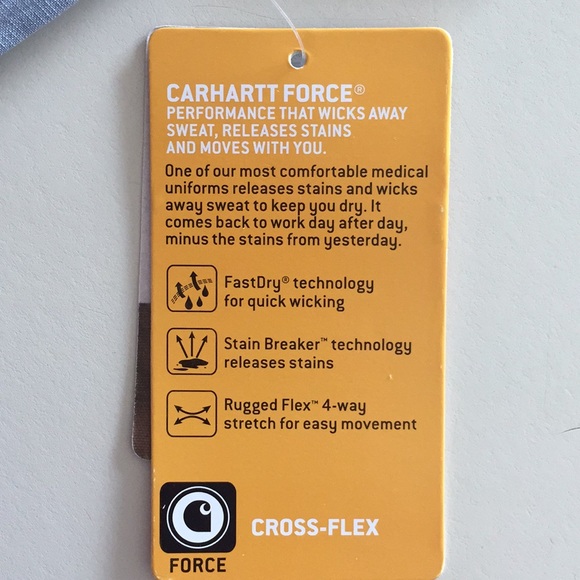 CARHARTT FORCE®
PERFORMANCE THAT WICKS AWAY
SWEAT, RELEASES STAINS
AND MOVES WITH YOU.
One of our most comfortable medical
uniforms releases stains and wicks
away sweat to keep you dry. It
comes back to work day after day,
minus the stains from yesterday.
FastDry® technology
for quick wicking
Stain Breaker™ technology
releases stains
Rugged Flex™ 4-way
stretch for easy movement
FORCE
CROSS-FLEX